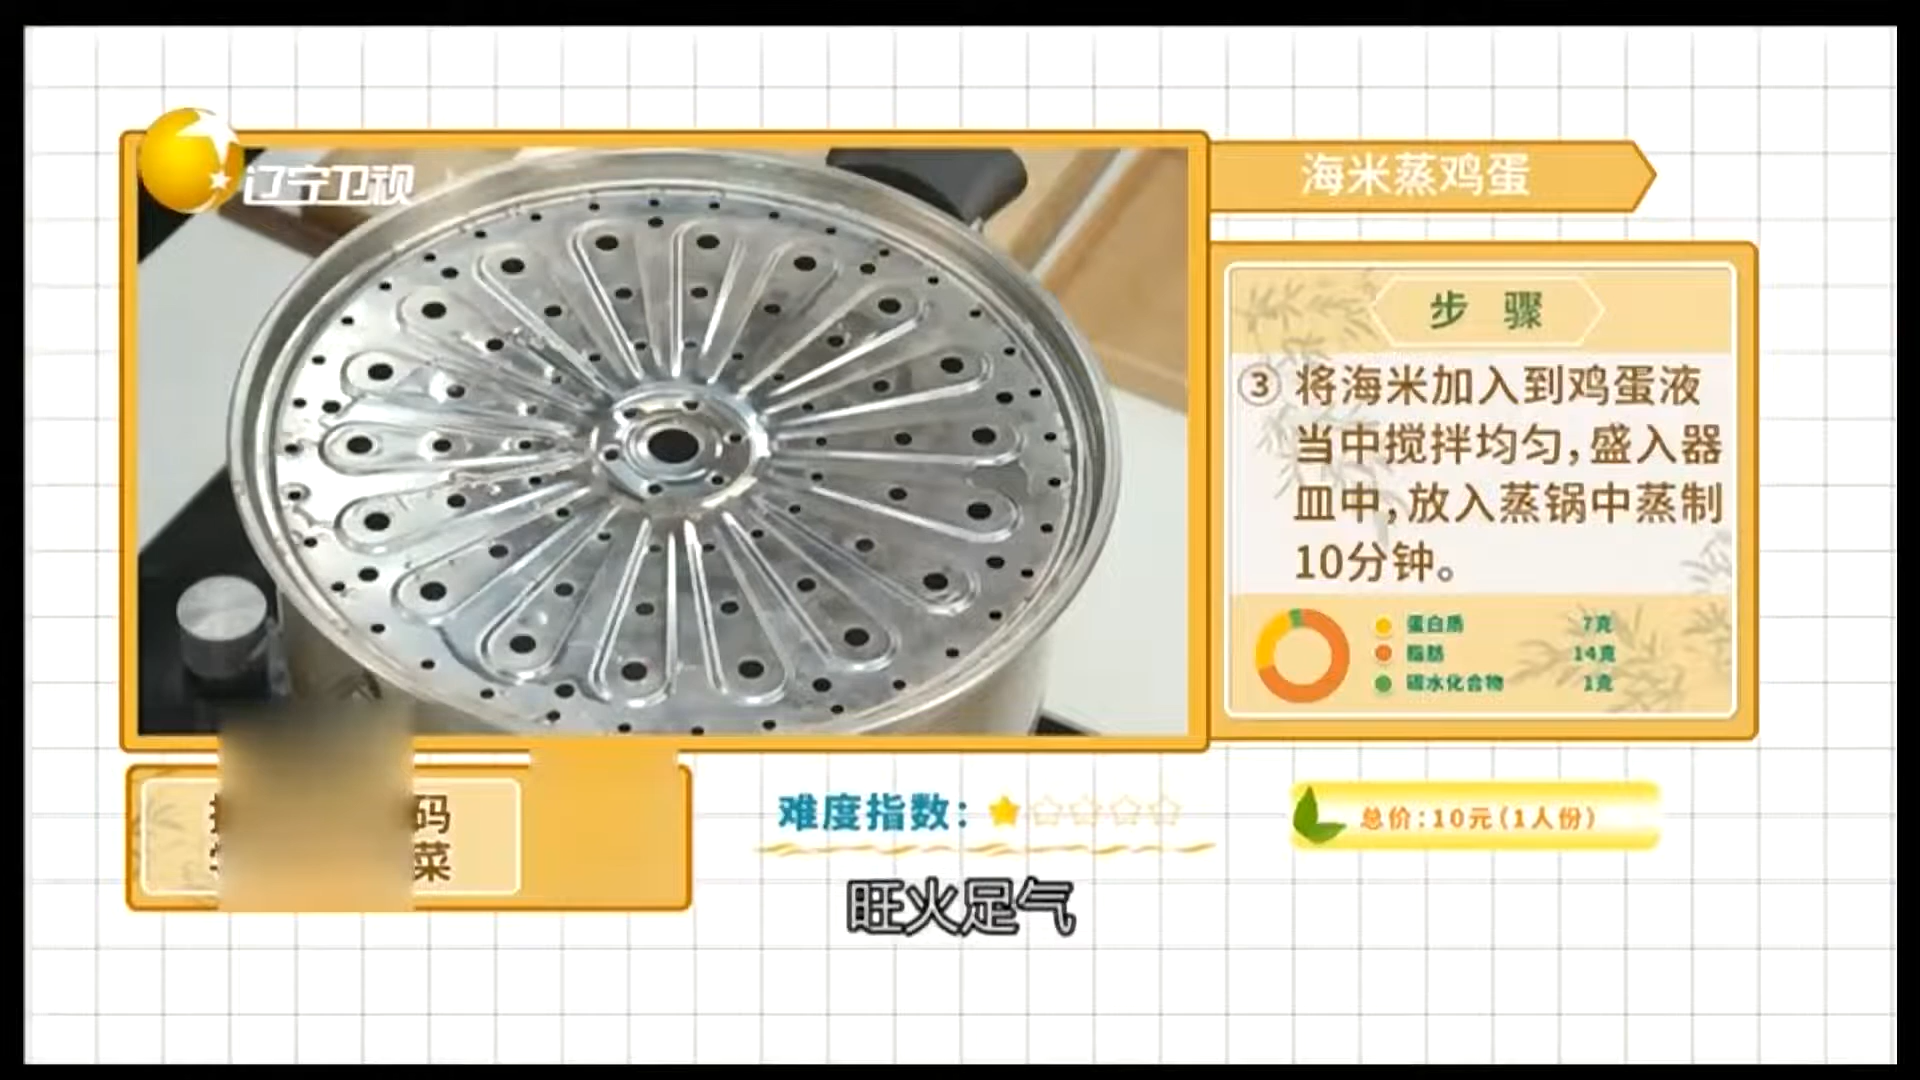 辽宁卫视
海米蒸鸡蛋
步骤
③ 将海米加入到鸡蛋液
当中搅拌均匀，盛入器
皿中，放入蒸锅中蒸制
10分钟。
蛋白质 7克
脂肪 14克
碳水化合物 1克
码
菜
难度指数：
总价：10元（1人份）
旺火足气